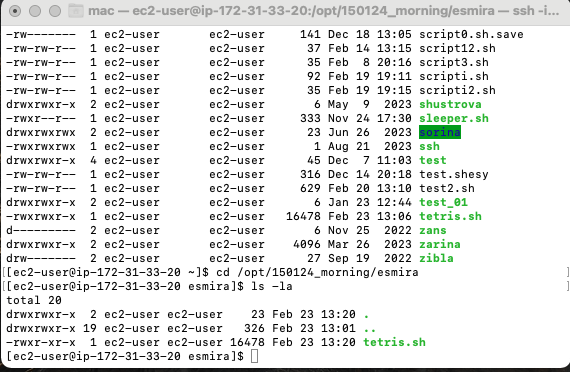 mac — ec2-user@ip-172-31-33-20:/opt/150124_morning/esmira — ssh -i...
-rw------- 1 ec2-user ec2-user 141 Dec 18 13:05 script0.sh.save
-rw-rw-r-- 1 ec2-user ec2-user 37 Feb 14 13:15 script12.sh
-rw-rw-r-- 1 ec2-user ec2-user 35 Feb 8 20:16 script3.sh
-rw-rw-r-- 1 ec2-user ec2-user 92 Feb 19 19:11 scripti.sh
-rw-rw-r-- 1 ec2-user ec2-user 35 Feb 19 19:15 scripti2.sh
drwxrwxr-x 2 ec2-user ec2-user 6 May 9 2023 shustrova
-rwxr--r-- 1 ec2-user ec2-user 333 Nov 24 17:30 sleeper.sh
drwxrwxrwx 2 ec2-user ec2-user 23 Jun 26 2023 sorina
-rwxrwxrwx 1 ec2-user ec2-user 1 Aug 21 2023 ssh
drwxrwxr-x 4 ec2-user ec2-user 45 Dec 7 11:03 test
-rw-rw-r-- 1 ec2-user ec2-user 316 Dec 14 20:18 test.shesy
-rw-rw-r-- 1 ec2-user ec2-user 629 Feb 20 13:10 test2.sh
drwxrwxr-x 2 ec2-user ec2-user 6 Jan 23 12:44 test_01
-rwxrwxr-x 1 ec2-user ec2-user 16478 Feb 23 13:06 tetris.sh
d--------- 2 ec2-user ec2-user 6 Nov 25 2022 zans
drwxrwxr-x 2 ec2-user ec2-user 4096 Mar 26 2023 zarina
drw------- 2 ec2-user ec2-user 27 Sep 19 2022 zibla
[[ec2-user@ip-172-31-33-20 ~]$ cd /opt/150124_morning/esmira ]
[[ec2-user@ip-172-31-33-20 esmira]$ ls -la ]
total 20
drwxrwxr-x 2 ec2-user ec2-user 23 Feb 23 13:20 .
drwxrwxr-x 19 ec2-user ec2-user 326 Feb 23 13:01 ..
-rwxr-xr-x 1 ec2-user ec2-user 16478 Feb 23 13:20 tetris.sh
[ec2-user@ip-172-31-33-20 esmira]$